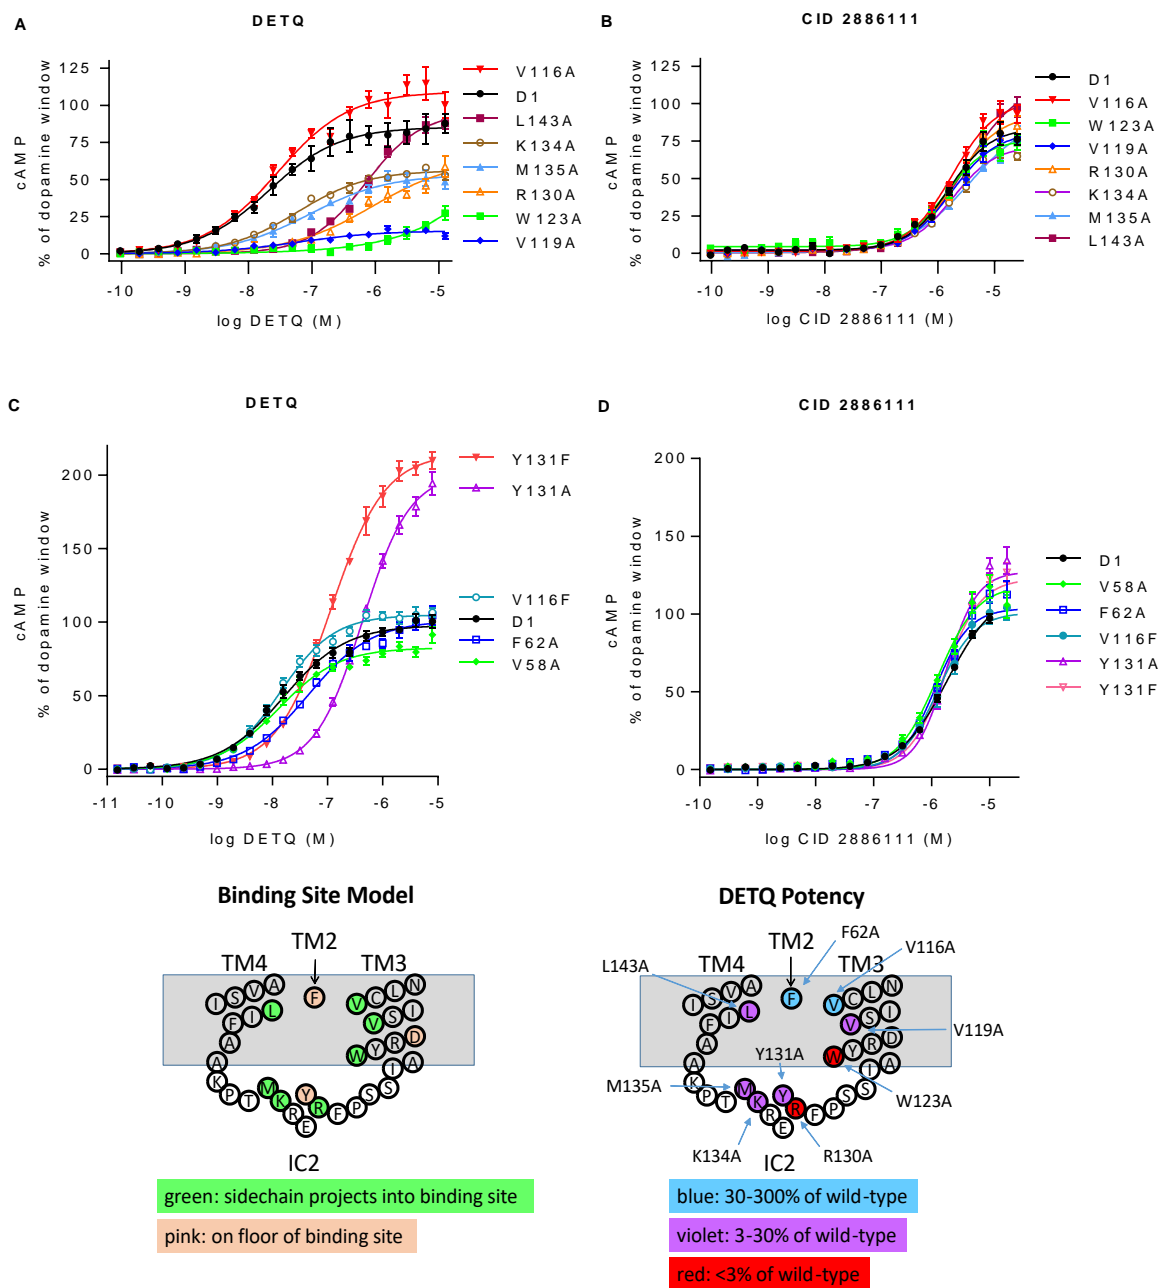 A
DETQ
cAMP
% of dopamine window
125
100
75
50
25
0
-10
-9
-8
-7
-6
-5
log DETQ (M)
V116A
D1
L143A
K134A
M135A
R130A
W123A
V119A
B
CID 2886111
cAMP
% of dopamine window
125
100
75
50
25
0
-10
-9
-8
-7
-6
-5
log CID 2886111 (M)
D1
V116A
W123A
V119A
R130A
K134A
M135A
L143A
C
DETQ
cAMP
% of dopamine window
200
150
100
50
0
-11
-10
-9
-8
-7
-6
-5
log DETQ (M)
Y131F
Y131A
V116F
D1
F62A
V58A
D
CID 2886111
cAMP
% of dopamine window
200
150
100
50
0
-10
-9
-8
-7
-6
-5
log CID 2886111 (M)
D1
V58A
F62A
V116F
Y131A
Y131F
Binding Site Model
TM2
TM4
TM3
I S V A
F I L
A
A
K P T M K R E R Y F P S S I A
F
V C L N
V S I
W Y R D
IC2
green: sidechain projects into binding site
pink: on floor of binding site
DETQ Potency
F62A
TM2
V116A
L143A
TM4
TM3
I S V A
F I L
A
A
K P T M K R E R Y F P S S I A
F
V C L N
V S I
W Y R D
V119A
Y131A
M135A
W123A
K134A
IC2
R130A
blue: 30-300% of wild-type
violet: 3-30% of wild-type
red: <3% of wild-type